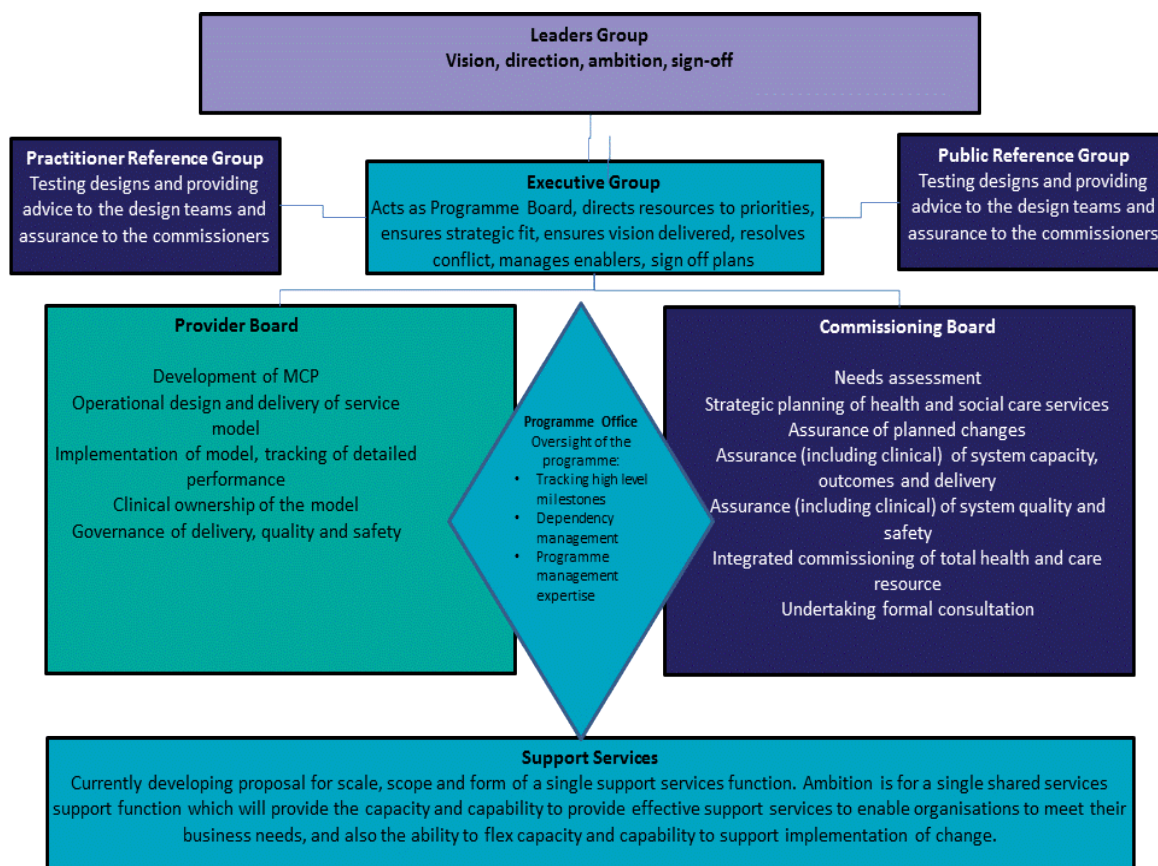 Leaders Group
Vision, direction, ambition, sign-off
Practitioner Reference Group
Testing designs and providing
advice to the design teams and
assurance to the commissioners
Executive Group
Acts as Programme Board, directs resources to priorities,
ensures strategic fit, ensures vision delivered, resolves
conflict, manages enablers, sign off plans
Public Reference Group
Testing designs and providing
advice to the design teams and
assurance to the commissioners
Provider Board
Development of MCP
Operational design and delivery of service
model
Implementation of model, tracking of detailed
performance
Clinical ownership of the model
Governance of delivery, quality and safety
Programme Office
Oversight of the
programme:
• Tracking high level
milestones
• Dependency
management
• Programme
management
expertise
Commissioning Board
Needs assessment
Strategic planning of health and social care services
Assurance of planned changes
Assurance (including clinical) of system capacity,
outcomes and delivery
Assurance (including clinical) of system quality and
safety
Integrated commissioning of total health and care
resource
Undertaking formal consultation
Support Services
Currently developing proposal for scale, scope and form of a single support services function. Ambition is for a single shared services
support function which will provide the capacity and capability to provide effective support services to enable organisations to meet their
business needs, and also the ability to flex capacity and capability to support implementation of change.